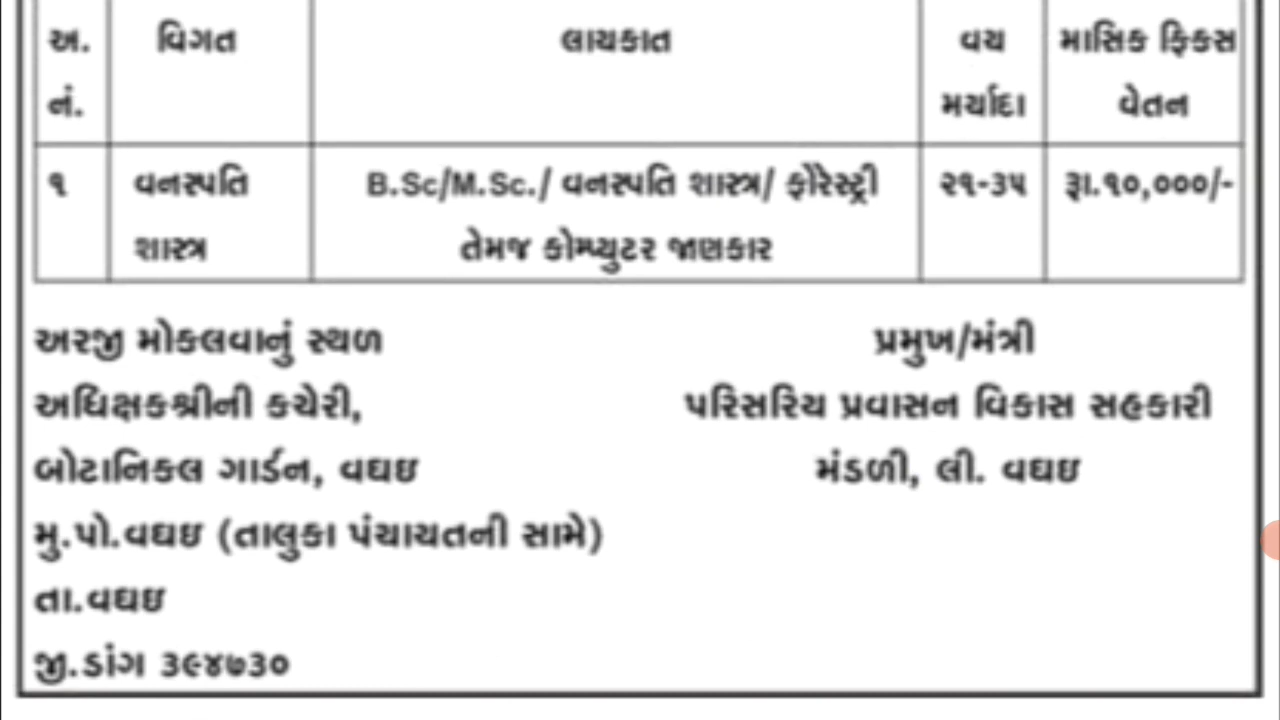 અ. નં. વિગત લાયકાત વય મર્યાદા માસિક ફિકસ વેતન
૧ વનસ્પતિ શાસ્ત્ર B.Sc/M.Sc./ વનસ્પતિ શાસ્ત્ર/ ફોરેસ્ટ્રી તેમજ કોમ્પ્યુટર જાણકાર ૨૧-૩૫ રૂા.૧૦,૦૦૦/-
અરજી મોકલવાનું સ્થળ
અધિક્ષકશ્રીની કચેરી,
બોટાનિકલ ગાર્ડન, વઘઇ
મુ.પો.વઘઇ (તાલુકા પંચાયતની સામે)
તા.વઘઇ
જી.ડાંગ ૩૯૪૭૩૦
પ્રમુખ/મંત્રી
પરિસરિય પ્રવાસન વિકાસ સહકારી
મંડળી, લી. વઘઇ